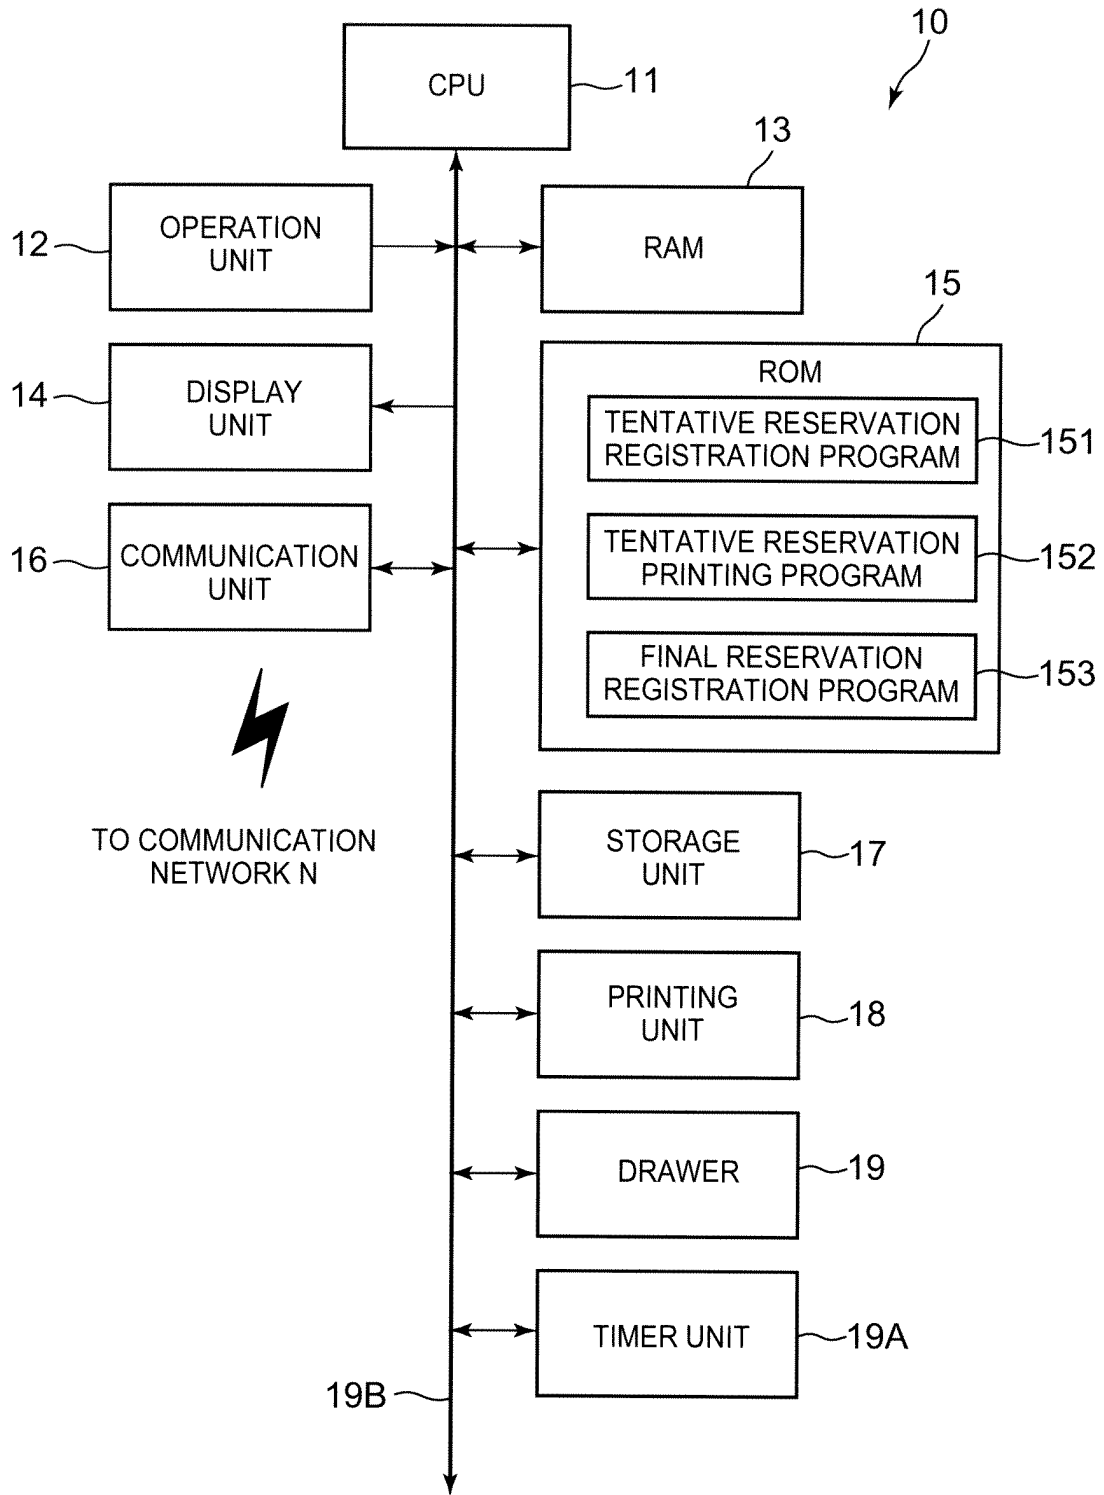 10
CPU
11
13
OPERATION
UNIT
12
RAM
15
ROM
DISPLAY
UNIT
14
TENTATIVE RESERVATION
REGISTRATION PROGRAM
151
COMMUNICATION
UNIT
16
TENTATIVE RESERVATION
PRINTING PROGRAM
152
FINAL RESERVATION
REGISTRATION PROGRAM
153
TO COMMUNICATION
NETWORK N
STORAGE
UNIT
17
PRINTING
UNIT
18
DRAWER
19
TIMER UNIT
19A
19B